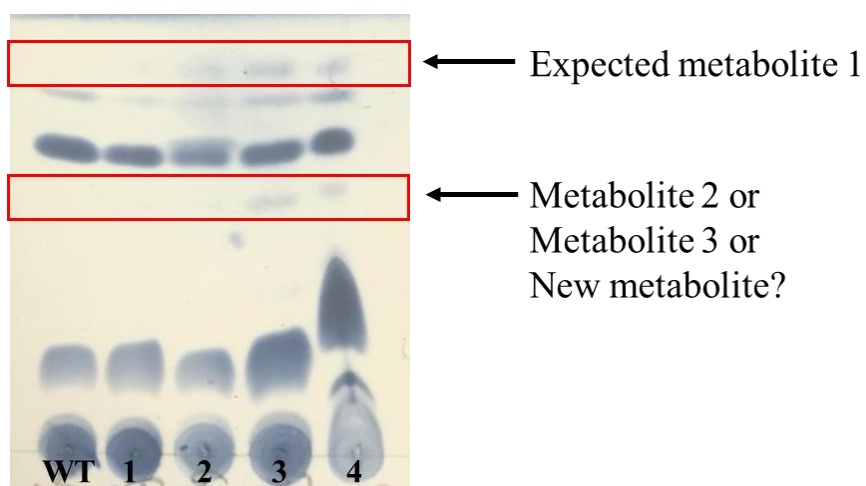 Expected metabolite 1
Metabolite 2 or
Metabolite 3 or
New metabolite?
WT 1 2 3 4